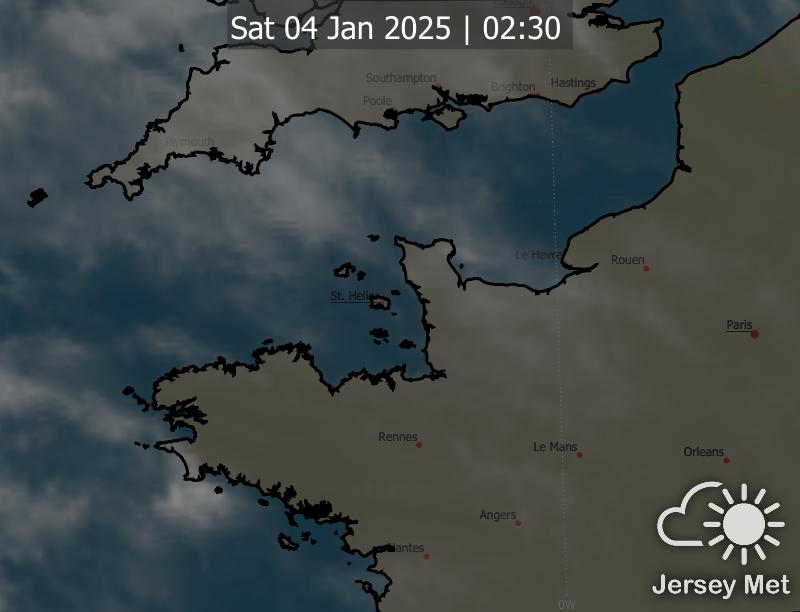 London
Sat 04 Jan 2025 | 02:30
Southampton
Brighton
Hastings
Poole
Plymouth
Le Havre
Rouen
St. Helier
Paris
Rennes
Le Mans
Orleans
Angers
Nantes
Jersey Met
0W